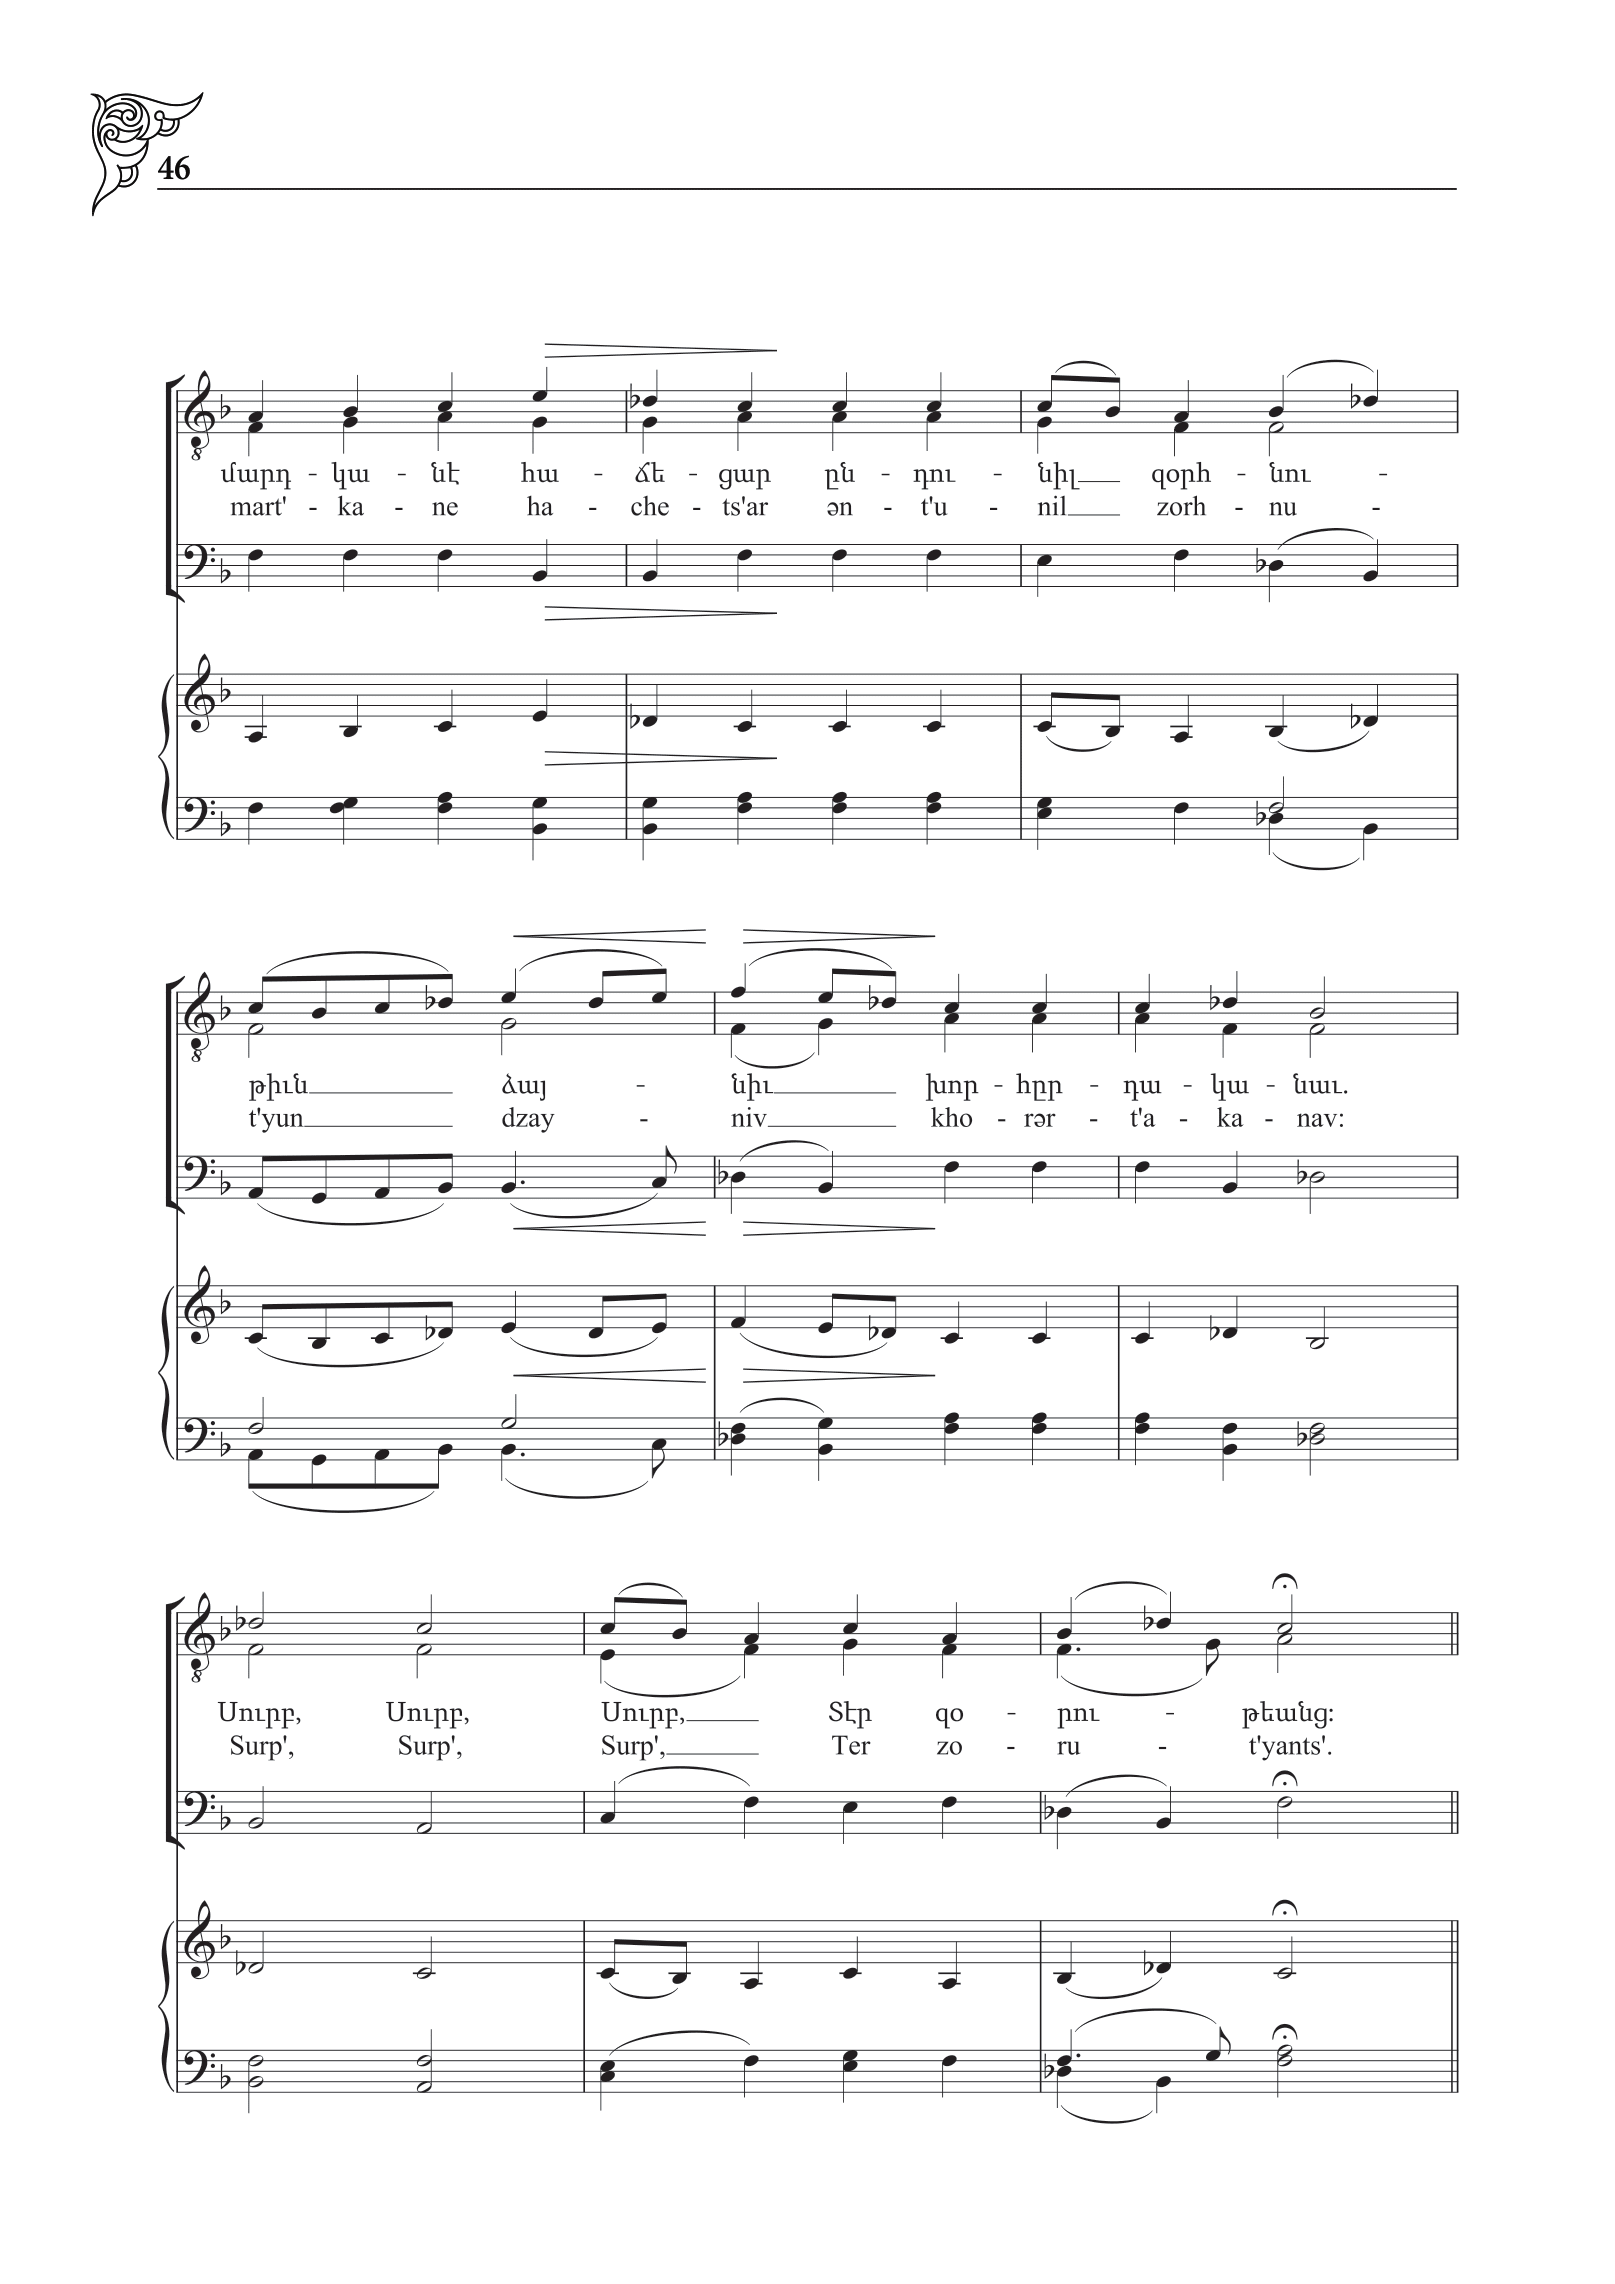 46
մարդ - կա - նէ հա - ճե - ցար ըն - դու - նիլ զօրհ - նու -
mart' - ka - ne ha - che - ts'ar ən - t'u - nil zorh - nu -
թիւն ձայ - նիւ խոր - հըր - դա - կա - նաւ.
t'yun dzay - niv kho - rər - t'a - ka - nav:
Սուրբ, Սուրբ, Սուրբ, Տէր զօ - րու - թեանց:
Surp', Surp', Surp', Ter zo - ru - t'yants'.